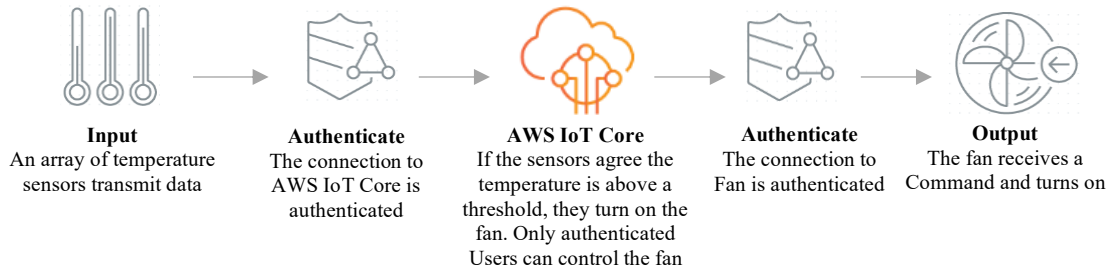 Input
An array of temperature
sensors transmit data
Authenticate
The connection to
AWS IoT Core is
authenticated
AWS IoT Core
If the sensors agree the
temperature is above a
threshold, they turn on the
fan. Only authenticated
Users can control the fan
Authenticate
The connection to
Fan is authenticated
Output
The fan receives a
Command and turns on